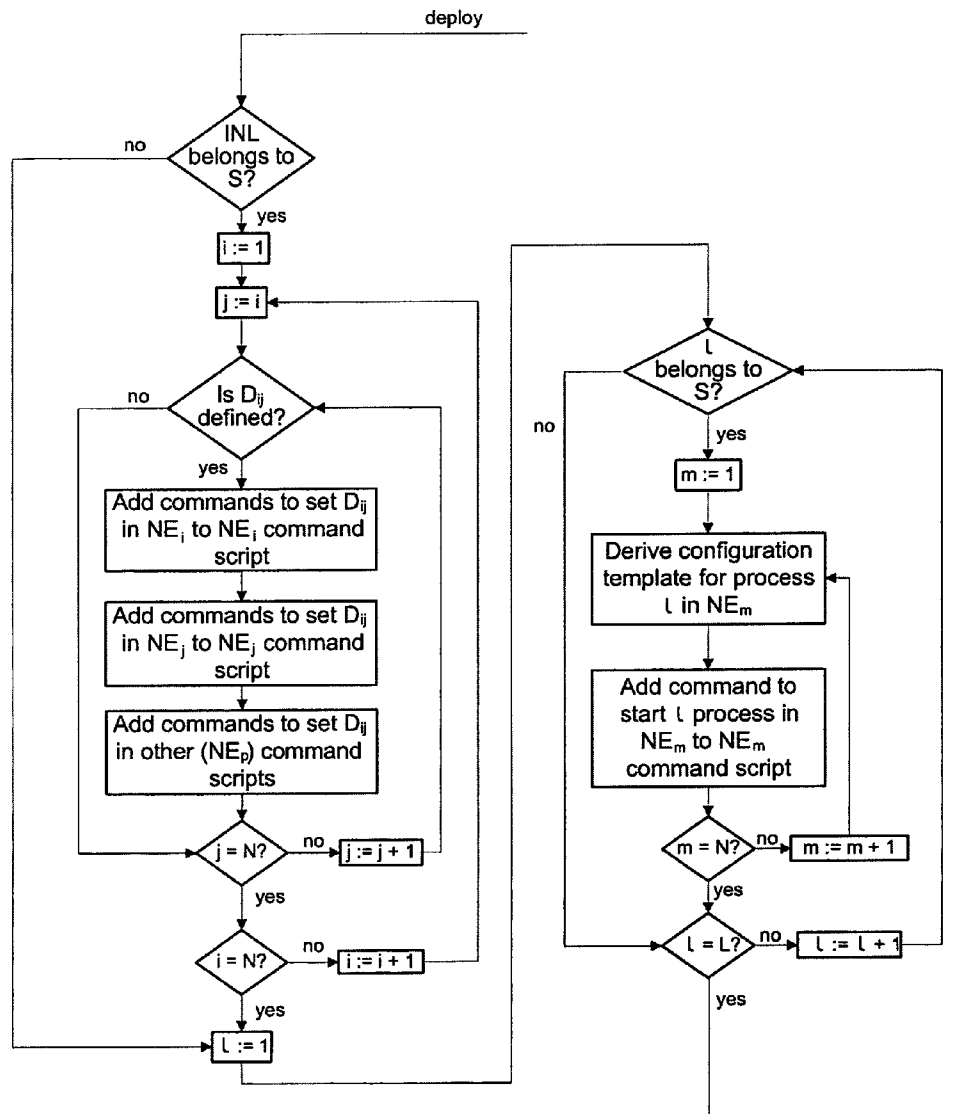 deploy
INL
belongs to
S?
no
yes
i := 1
j := i
Is Dij
defined?
no
yes
Add commands to set Dij
in NEi to NEi command
script
Add commands to set Dij
in NEj to NEj command
script
Add commands to set Dij
in other (NEp) command
scripts
j = N?
no
j := j + 1
yes
i = N?
no
i := i + 1
yes
l := 1
l
belongs to
S?
no
yes
m := 1
Derive configuration
template for process
l in NEm
Add command to
start l process in
NEm to NEm
command script
m = N?
no
m := m + 1
yes
l = L?
no
l := l + 1
yes